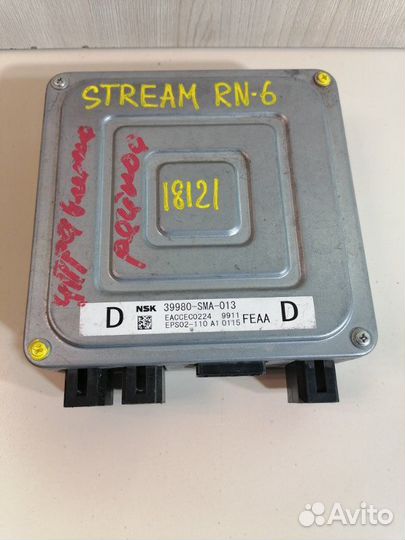 STREAM RN-6
18121
D
NSK 39980-SMA-013
EACCEC0224 9911
EPS02-110 A1 0115
FEAA
D
Avito